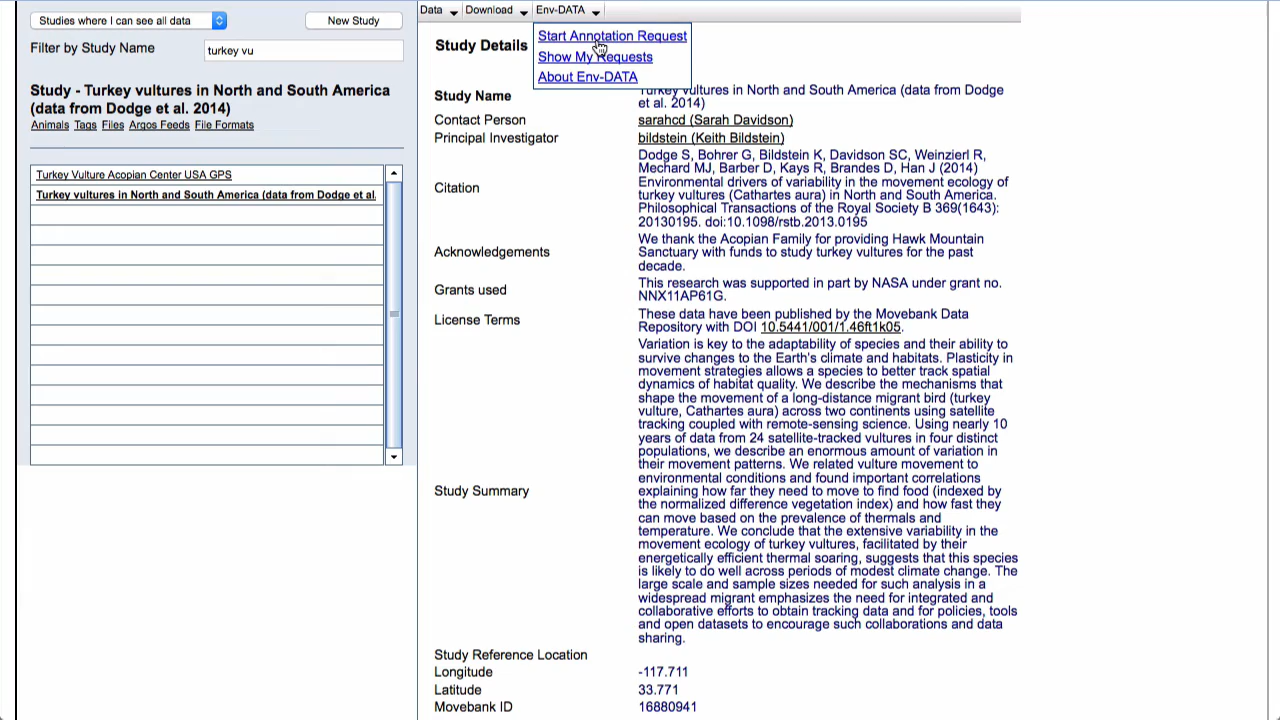 Studies where I can see all data
New Study
Filter by Study Name
turkey vu
Study - Turkey vultures in North and South America
(data from Dodge et al. 2014)
Animals Tags Files Argos Feeds File Formats
Turkey Vulture Acopian Center USA GPS
Turkey vultures in North and South America (data from Dodge et al.
Data Download Env-DATA
Start Annotation Request
Show My Requests
About Env-DATA
Study Details
Study Name
Turkey vultures in North and South America (data from Dodge
et al. 2014)
Contact Person
sarahcd (Sarah Davidson)
Principal Investigator
bildstein (Keith Bildstein)
Citation
Dodge S, Bohrer G, Bildstein K, Davidson SC, Weinzierl R,
Mechard MJ, Barber D, Kays R, Brandes D, Han J (2014)
Environmental drivers of variability in the movement ecology of
turkey vultures (Cathartes aura) in North and South America.
Philosophical Transactions of the Royal Society B 369(1643):
20130195. doi:10.1098/rstb.2013.0195
Acknowledgements
We thank the Acopian Family for providing Hawk Mountain
Sanctuary with funds to study turkey vultures for the past
decade.
Grants used
This research was supported in part by NASA under grant no.
NNX11AP61G.
License Terms
These data have been published by the Movebank Data
Repository with DOI 10.5441/001/1.46ft1k05.
Study Summary
Variation is key to the adaptability of species and their ability to
survive changes to the Earth's climate and habitats. Plasticity in
movement strategies allows a species to better track spatial
dynamics of habitat quality. We describe the mechanisms that
shape the movement of a long-distance migrant bird (turkey
vulture, Cathartes aura) across two continents using satellite
tracking coupled with remote-sensing science. Using nearly 10
years of data from 24 satellite-tracked vultures in four distinct
populations, we describe an enormous amount of variation in
their movement patterns. We related vulture movement to
environmental conditions and found important correlations
explaining how far they need to move to find food (indexed by
the normalized difference vegetation index) and how fast they
can move based on the prevalence of thermals and
temperature. We conclude that the extensive variability in the
movement ecology of turkey vultures, facilitated by their
energetically efficient thermal soaring, suggests that this species
is likely to do well across periods of modest climate change. The
large scale and sample sizes needed for such analysis in a
widespread migrant emphasizes the need for integrated and
collaborative efforts to obtain tracking data and for policies, tools
and open datasets to encourage such collaborations and data
sharing.
Study Reference Location
Longitude
-117.711
Latitude
33.771
Movebank ID
16880941